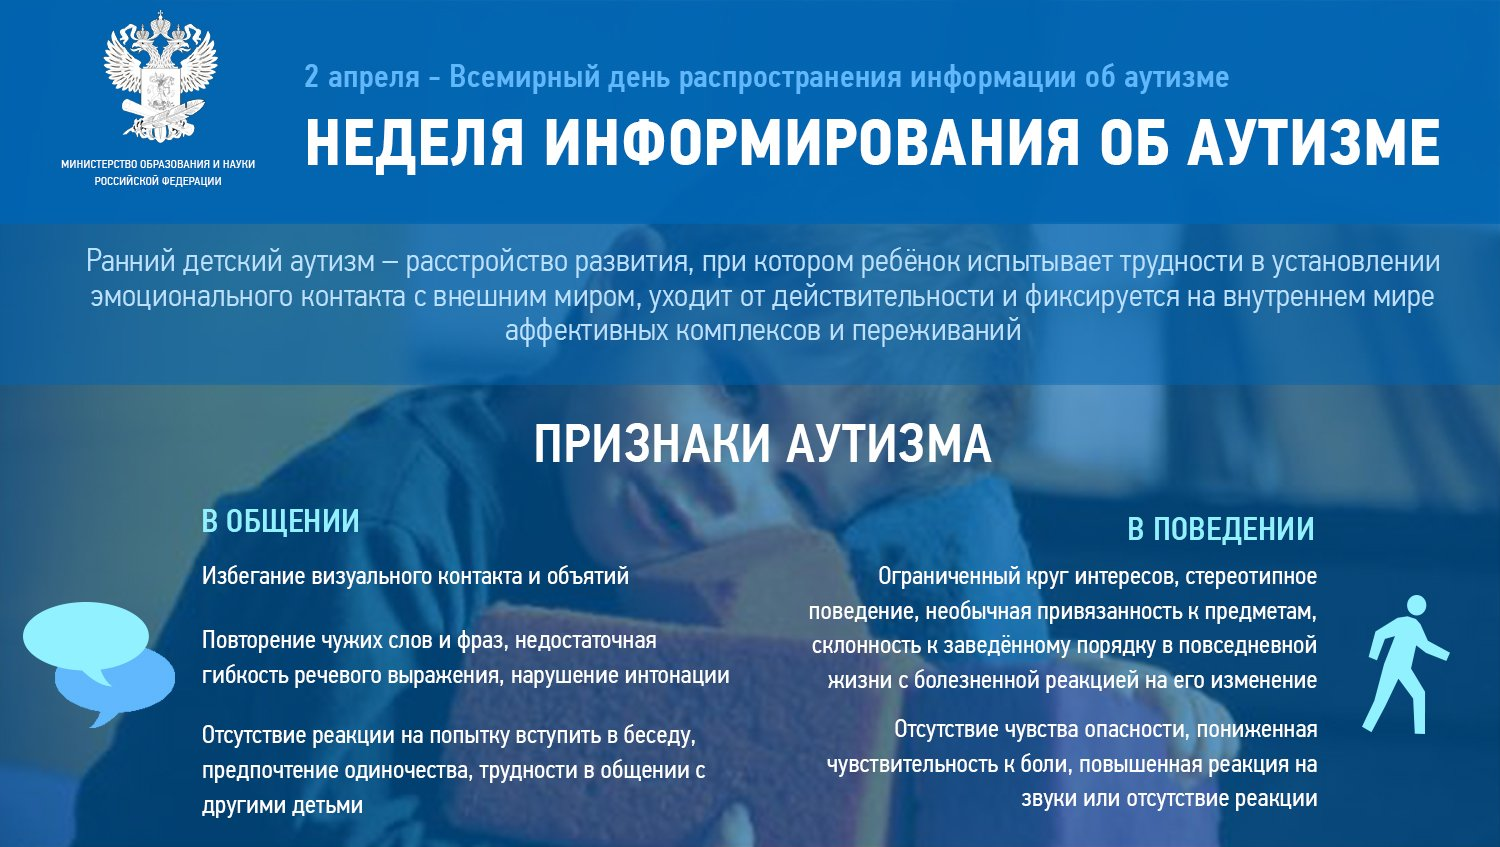 МИНИСТЕРСТВО ОБРАЗОВАНИЯ И НАУКИ
РОССИЙСКОЙ ФЕДЕРАЦИИ
2 апреля - Всемирный день распространения информации об аутизме
НЕДЕЛЯ ИНФОРМИРОВАНИЯ ОБ АУТИЗМЕ
Ранний детский аутизм – расстройство развития, при котором ребёнок испытывает трудности в установлении
эмоционального контакта с внешним миром, уходит от действительности и фиксируется на внутреннем мире
аффективных комплексов и переживаний
ПРИЗНАКИ АУТИЗМА
В ОБЩЕНИИ
Избегание визуального контакта и объятий
Повторение чужих слов и фраз, недостаточная
гибкость речевого выражения, нарушение интонации
Отсутствие реакции на попытку вступить в беседу,
предпочтение одиночества, трудности в общении с
другими детьми
В ПОВЕДЕНИИ
Ограниченный круг интересов, стереотипное
поведение, необычная привязанность к предметам,
склонность к заведённому порядку в повседневной
жизни с болезненной реакцией на его изменение
Отсутствие чувства опасности, пониженная
чувствительность к боли, повышенная реакция на
звуки или отсутствие реакции